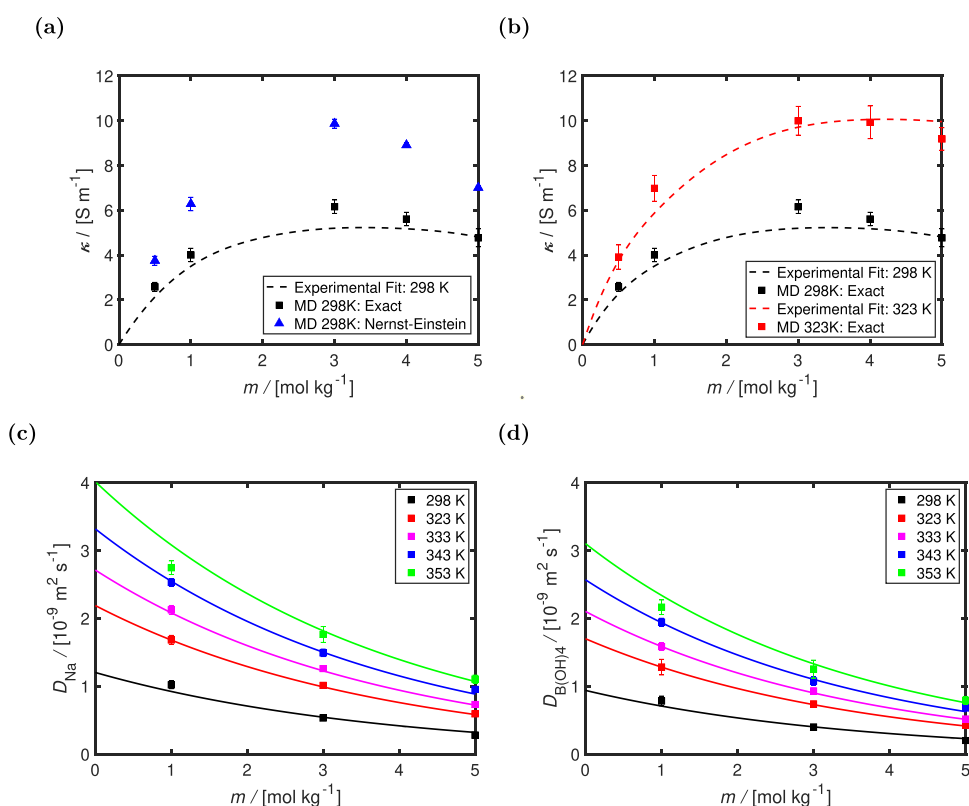 (a)
12
10
8
6
4
2
0
κ / [S m⁻¹]
Experimental Fit: 298 K
MD 298K: Exact
MD 298K: Nernst-Einstein
0 1 2 3 4 5
m / [mol kg⁻¹]
(b)
12
10
8
6
4
2
0
κ / [S m⁻¹]
Experimental Fit: 298 K
MD 298K: Exact
Experimental Fit: 323 K
MD 323K: Exact
0 1 2 3 4 5
m / [mol kg⁻¹]
(c)
4
3
2
1
0
D_Na / [10⁻⁹ m² s⁻¹]
298 K
323 K
333 K
343 K
353 K
0 1 2 3 4 5
m / [mol kg⁻¹]
(d)
4
3
2
1
0
D_B(OH)4 / [10⁻⁹ m² s⁻¹]
298 K
323 K
333 K
343 K
353 K
0 1 2 3 4 5
m / [mol kg⁻¹]